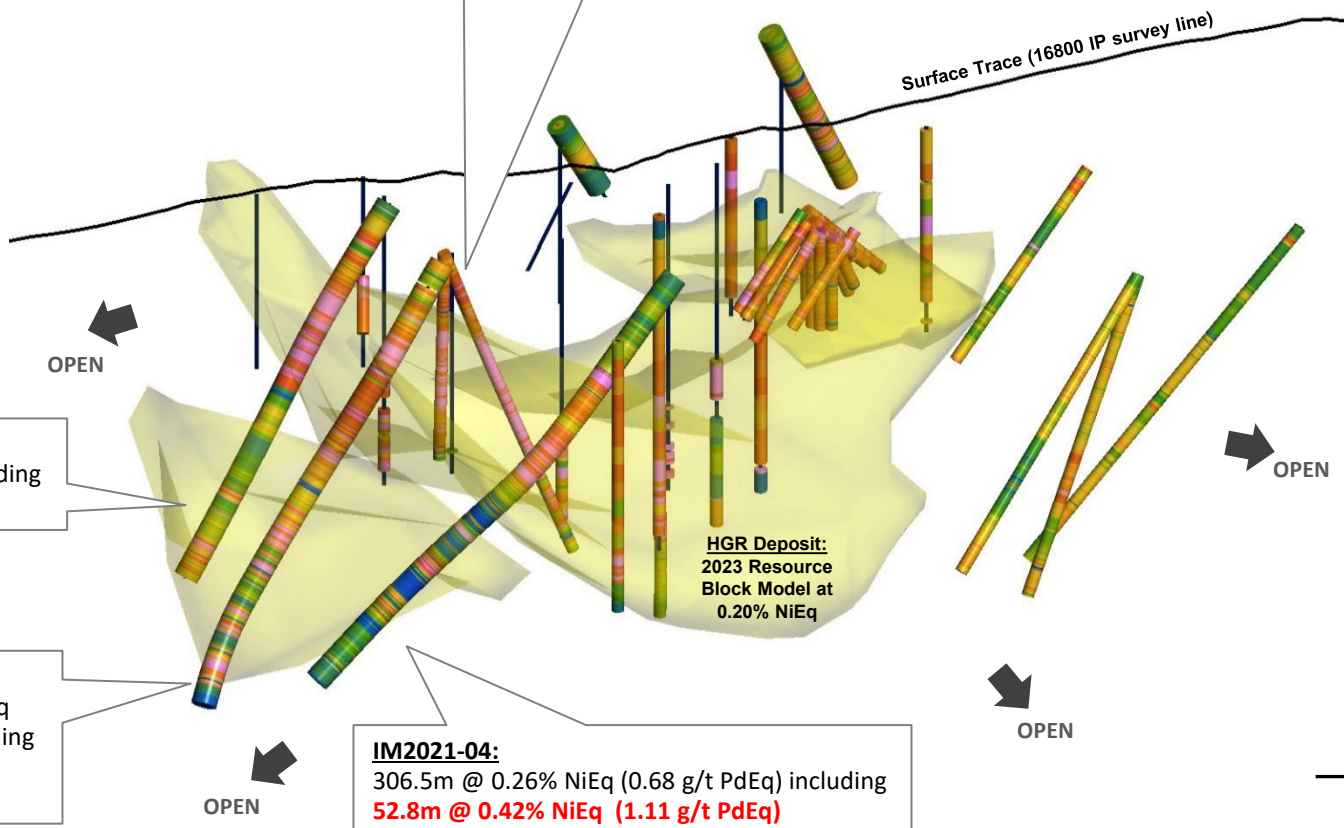 Surface Trace (16800 IP survey line)
OPEN
OPEN
HGR Deposit:
2023 Resource
Block Model at
0.20% NiEq
OPEN
IM2021-04:
306.5m @ 0.26% NiEq (0.68 g/t PdEq) including
52.8m @ 0.42% NiEq (1.11 g/t PdEq)
OPEN